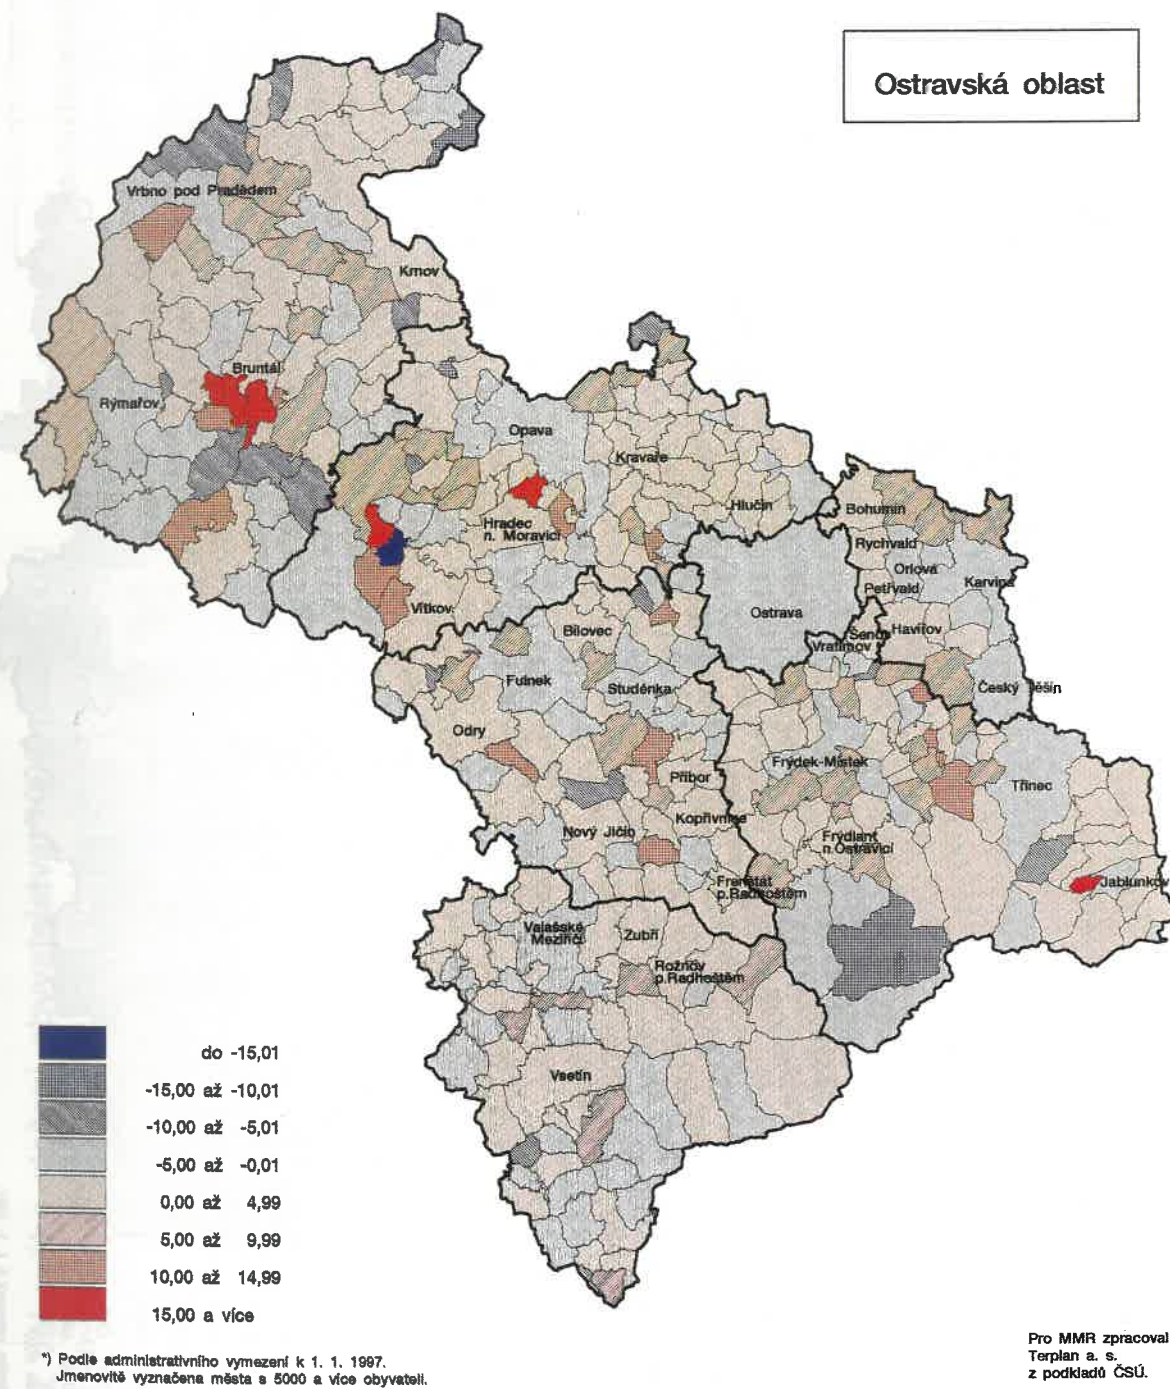 Ostravská oblast
Vrbno pod Pradědem
Krnov
Bruntál
Rýmařov
Opava
Kravaře
Hlučín
Hradec
n. Moravicí
Bohumín
Rychvald
Orlová
Petřvald
Karviná
Ostrava
Vítkov
Bílovec
Havířov
Šenov
Vratimov
Fulnek
Studénka
Český Těšín
Odry
Příbor
Frýdek-Místek
Třinec
Nový Jičín
Kopřivnice
Frýdlant
n.Ostravicí
Frenštát
p.Radhoštěm
Jablunkov
Valašské
Meziříčí
Zubří
Rožnov
p.Radhoštěm
Vsetín
do -15,01
-15,00 až -10,01
-10,00 až -5,01
-5,00 až -0,01
0,00 až 4,99
5,00 až 9,99
10,00 až 14,99
15,00 a více
*) Podle administrativního vymezení k 1. 1. 1997.
Jmenovitě vyznačena města s 5000 a více obyvateli.
Pro MMR zpracoval
Terplan a. s.
z podkladů ČSÚ.